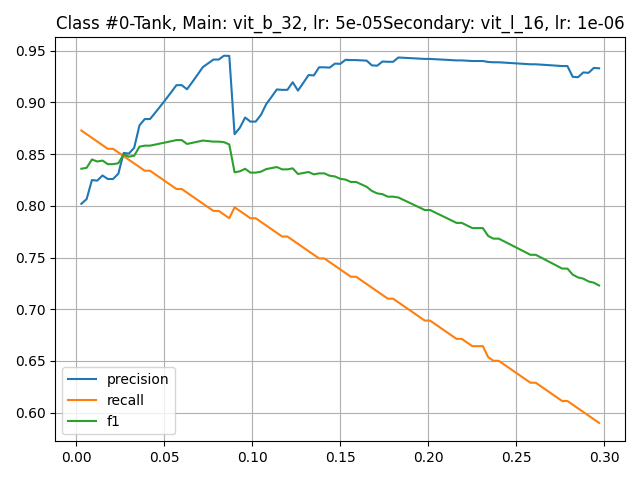 Class #0-Tank, Main: vit_b_32, lr: 5e-05Secondary: vit_l_16, lr: 1e-06
0.95
0.90
0.85
0.80
0.75
0.70
0.65
0.60
precision
recall
f1
0.00 0.05 0.10 0.15 0.20 0.25 0.30